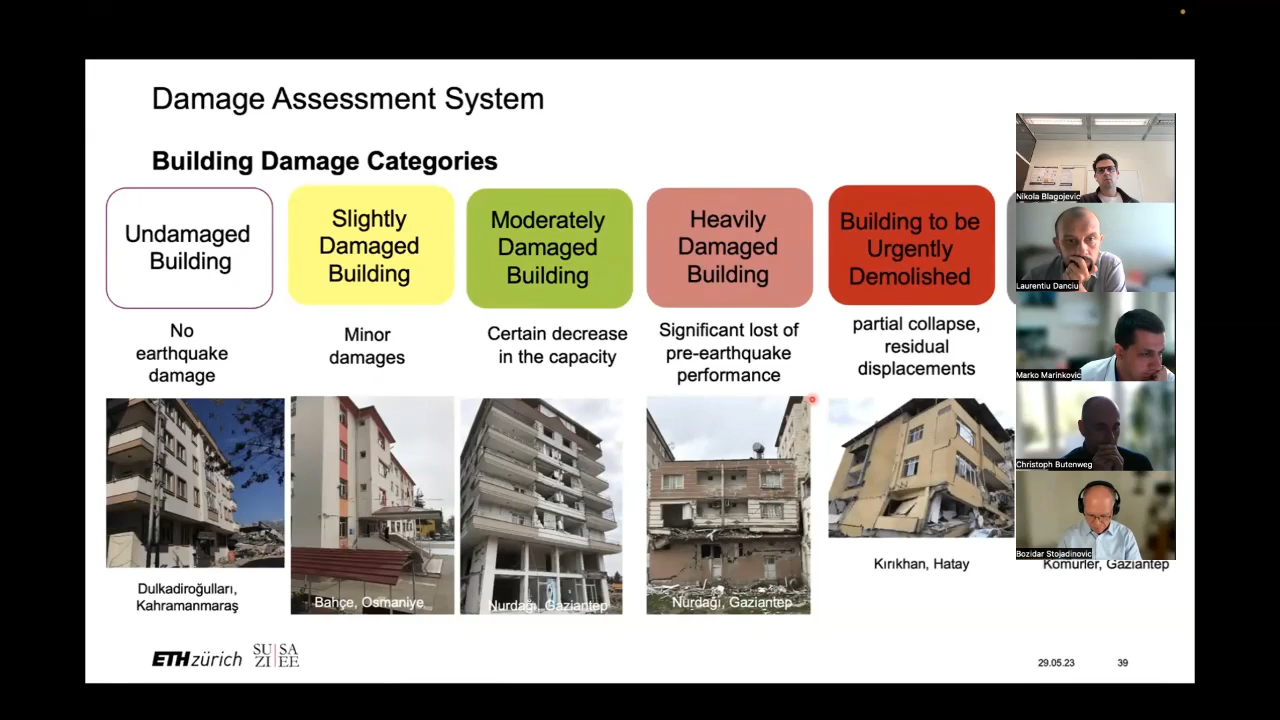 Damage Assessment System
Building Damage Categories
Undamaged
Building
Slightly
Damaged
Building
Moderately
Damaged
Building
Heavily
Damaged
Building
Building to be
Urgently
Demolished
No
earthquake
damage
Minor
damages
Certain decrease
in the capacity
Significant lost of
pre-earthquake
performance
partial collapse,
residual
displacements
Dulkadiroğulları,
Kahramanmaraş
Bahçe, Osmaniye
Nurdağı, Gaziantep
Nurdağı, Gaziantep
Kırıkhan, Hatay
Kömürler, Gaziantep
Nikola Blagojevic
Laurentiu Danciu
Marko Marinkovic
Christoph Butenweg
Bozidar Stojadinovic
ETH zürich
SU SA
ZI EE
29.05.23
39